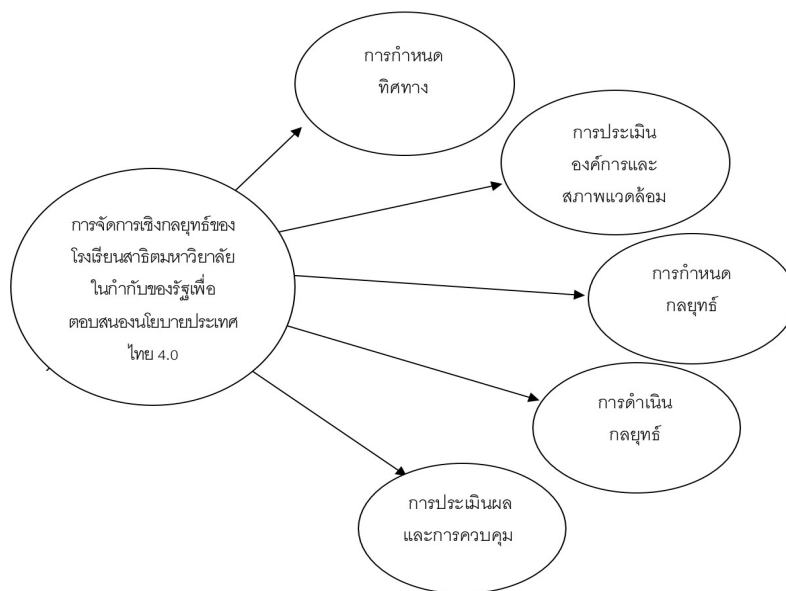 การกำหนด
ทิศทาง
การประเมิน
องค์การและ
สภาพแวดล้อม
การจัดการเชิงกลยุทธ์ของ
โรงเรียนสาธิตมหาวิยาลัย
ในกำกับของรัฐเพื่อ
ตอบสนองนโยบายประเทศ
ไทย 4.0
การกำหนด
กลยุทธ์
การดำเนิน
กลยุทธ์
การประเมินผล
และการควบคุม